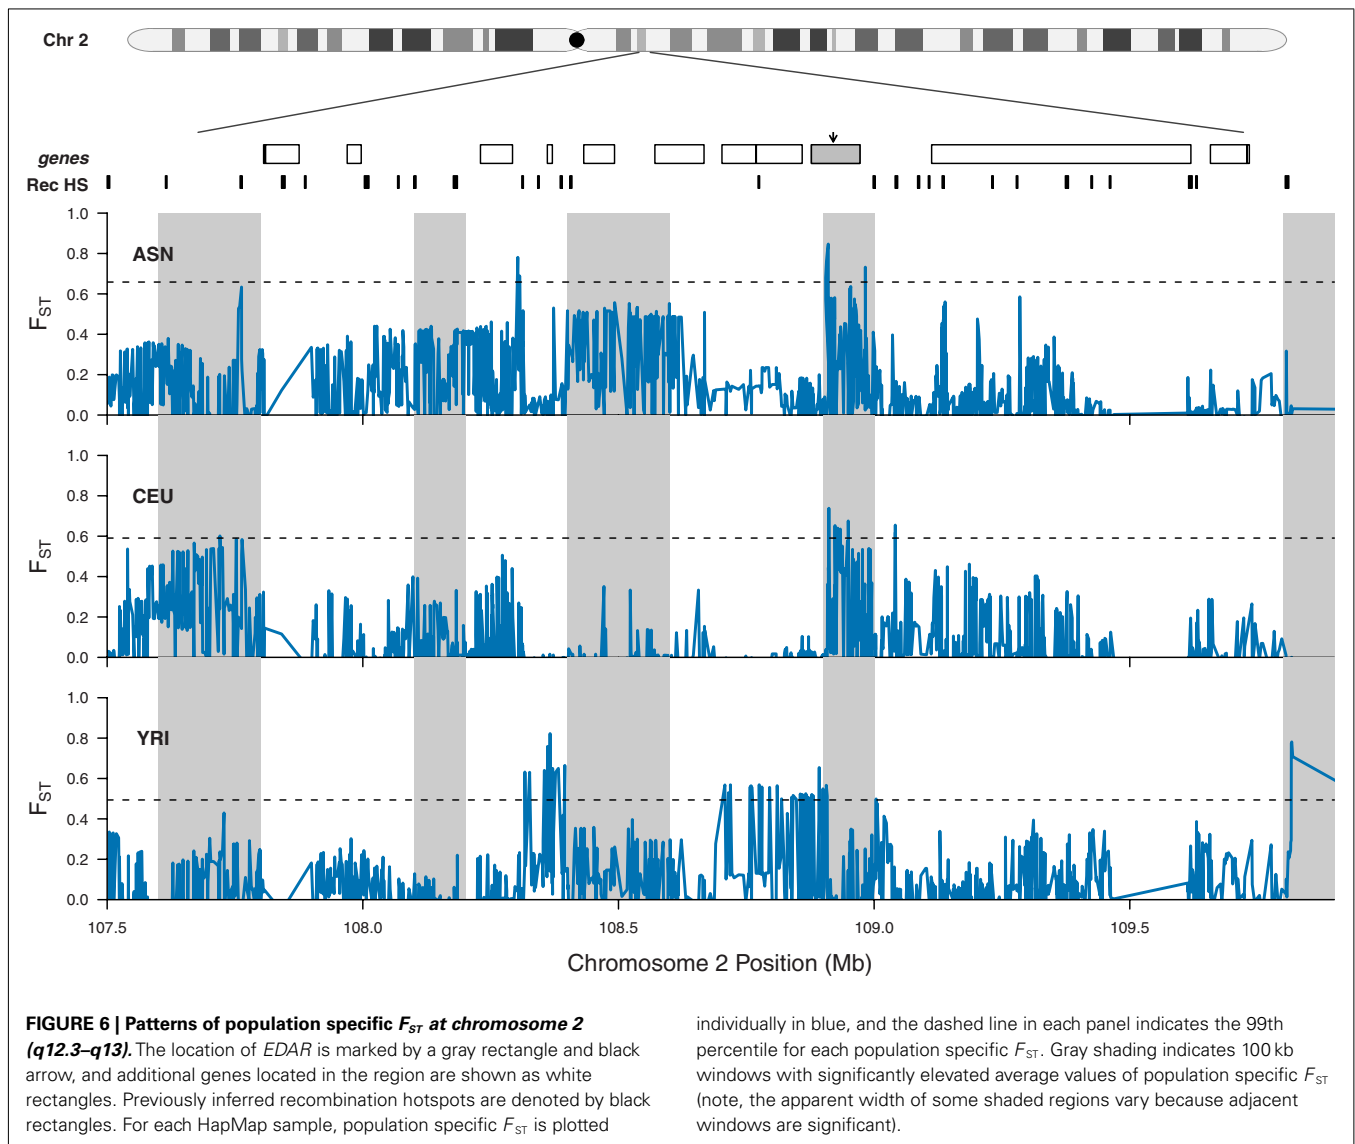 Chr 2
genes
Rec HS
1.0
0.8
0.6
0.4
0.2
0.0
F_ST
ASN
1.0
0.8
0.6
0.4
0.2
0.0
F_ST
CEU
1.0
0.8
0.6
0.4
0.2
0.0
F_ST
YRI
107.5 108.0 108.5 109.0 109.5
Chromosome 2 Position (Mb)
FIGURE 6 | Patterns of population specific F_ST at chromosome 2
(q12.3–q13). The location of EDAR is marked by a gray rectangle and black
arrow, and additional genes located in the region are shown as white
rectangles. Previously inferred recombination hotspots are denoted by black
rectangles. For each HapMap sample, population specific F_ST is plotted
individually in blue, and the dashed line in each panel indicates the 99th
percentile for each population specific F_ST. Gray shading indicates 100 kb
windows with significantly elevated average values of population specific F_ST
(note, the apparent width of some shaded regions vary because adjacent
windows are significant).